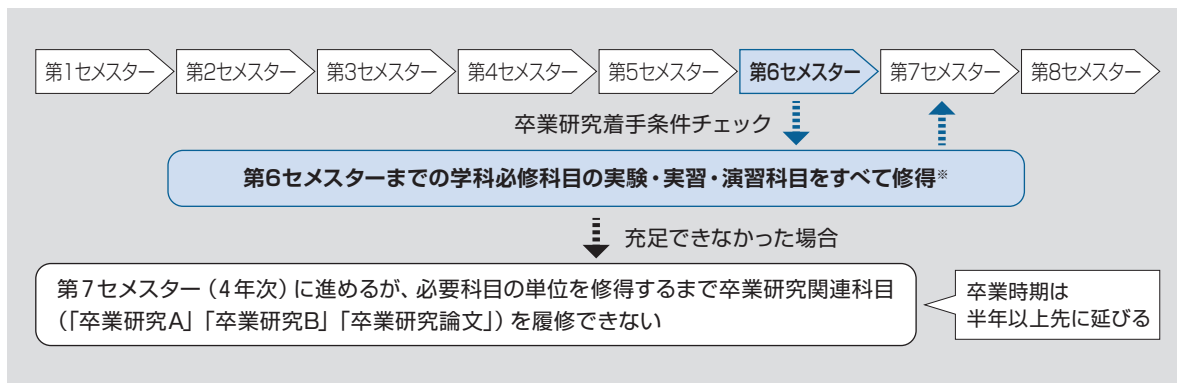 第1セメスター
第2セメスター
第3セメスター
第4セメスター
第5セメスター
第6セメスター
第7セメスター
第8セメスター
卒業研究着手条件チェック
第6セメスターまでの学科必修科目の実験・実習・演習科目をすべて修得※
充足できなかった場合
第7セメスター（4年次）に進めるが、必要科目の単位を修得するまで卒業研究関連科目
（「卒業研究A」「卒業研究B」「卒業研究論文」）を履修できない
卒業時期は
半年以上先に延びる